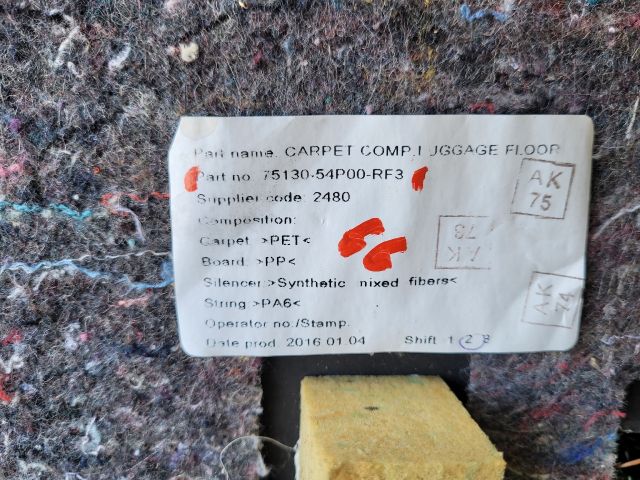 Part name: CARPET COMP.LUGGAGE FLOOR
Part no. 75130-54P00-RF3
Supplier code: 2480
Composition:
Carpet >PET<
Board >PP<
Silencer >Synthetic mixed fibers<
String >PA6<
Operator no./Stamp.
Date prod. 2016.01.04 Shift 1 2 3
AK
75
AK
78
AK
74